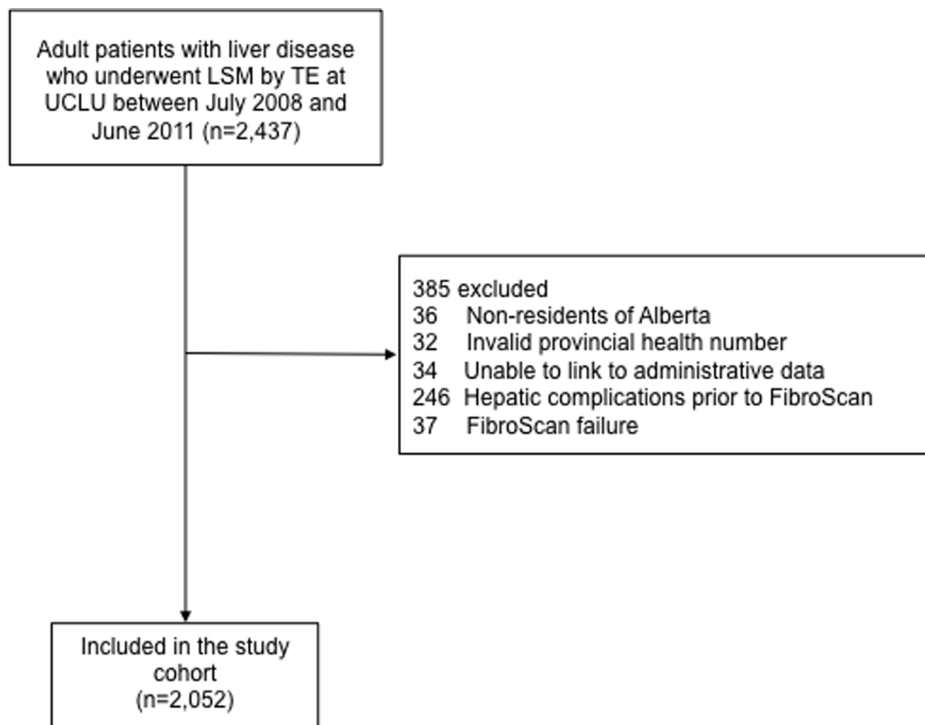 Adult patients with liver disease
who underwent LSM by TE at
UCLU between July 2008 and
June 2011 (n=2,437)
385 excluded
36 Non-residents of Alberta
32 Invalid provincial health number
34 Unable to link to administrative data
246 Hepatic complications prior to FibroScan
37 FibroScan failure
Included in the study
cohort
(n=2,052)